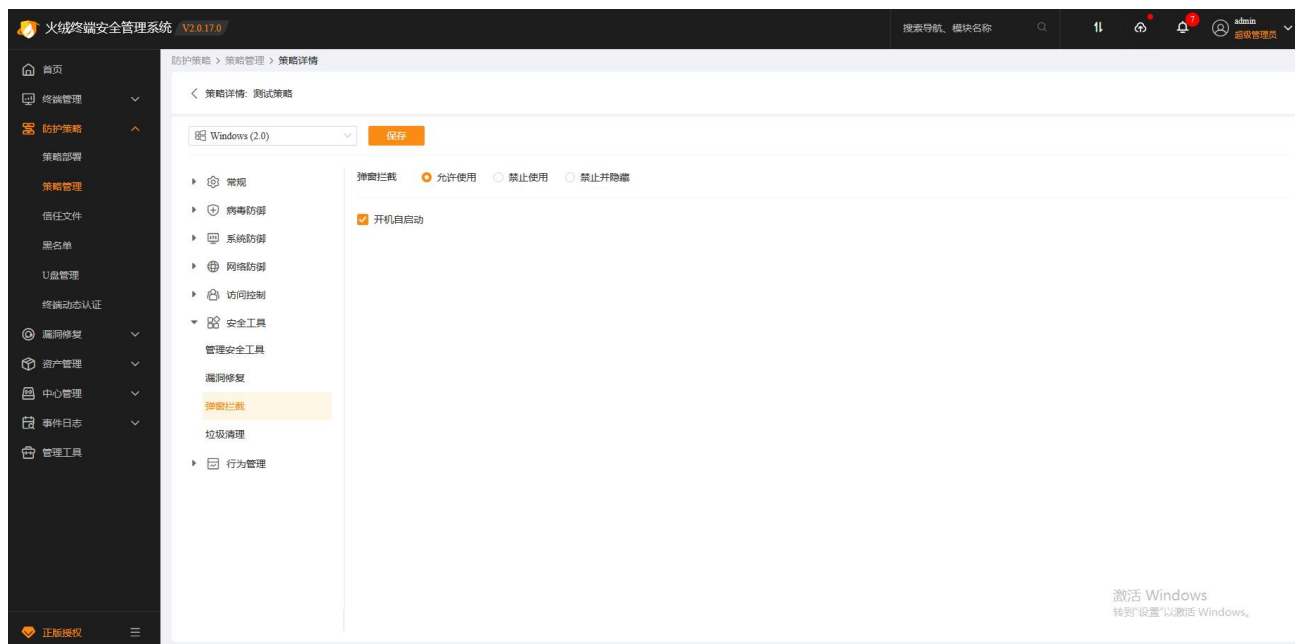 火绒终端安全管理系统 V2.0.17.0
搜索导航、模块名称
7
admin
超级管理员
首页
终端管理
防护策略
策略部署
策略管理
信任文件
黑名单
U盘管理
终端动态认证
漏洞修复
资产管理
中心管理
事件日志
管理工具
正版授权
防护策略 > 策略管理 > 策略详情
策略详情: 测试策略
Windows (2.0)
保存
常规
病毒防御
系统防御
网络防御
访问控制
安全工具
管理安全工具
漏洞修复
弹窗拦截
垃圾清理
行为管理
弹窗拦截 允许使用 禁止使用 禁止并隐藏
开机自启动
激活 Windows
转到"设置"以激活 Windows。